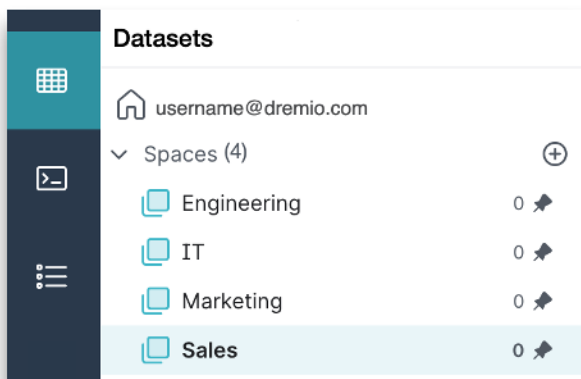 Datasets
username@dremio.com
Spaces (4)
Engineering 0
IT 0
Marketing 0
Sales 0